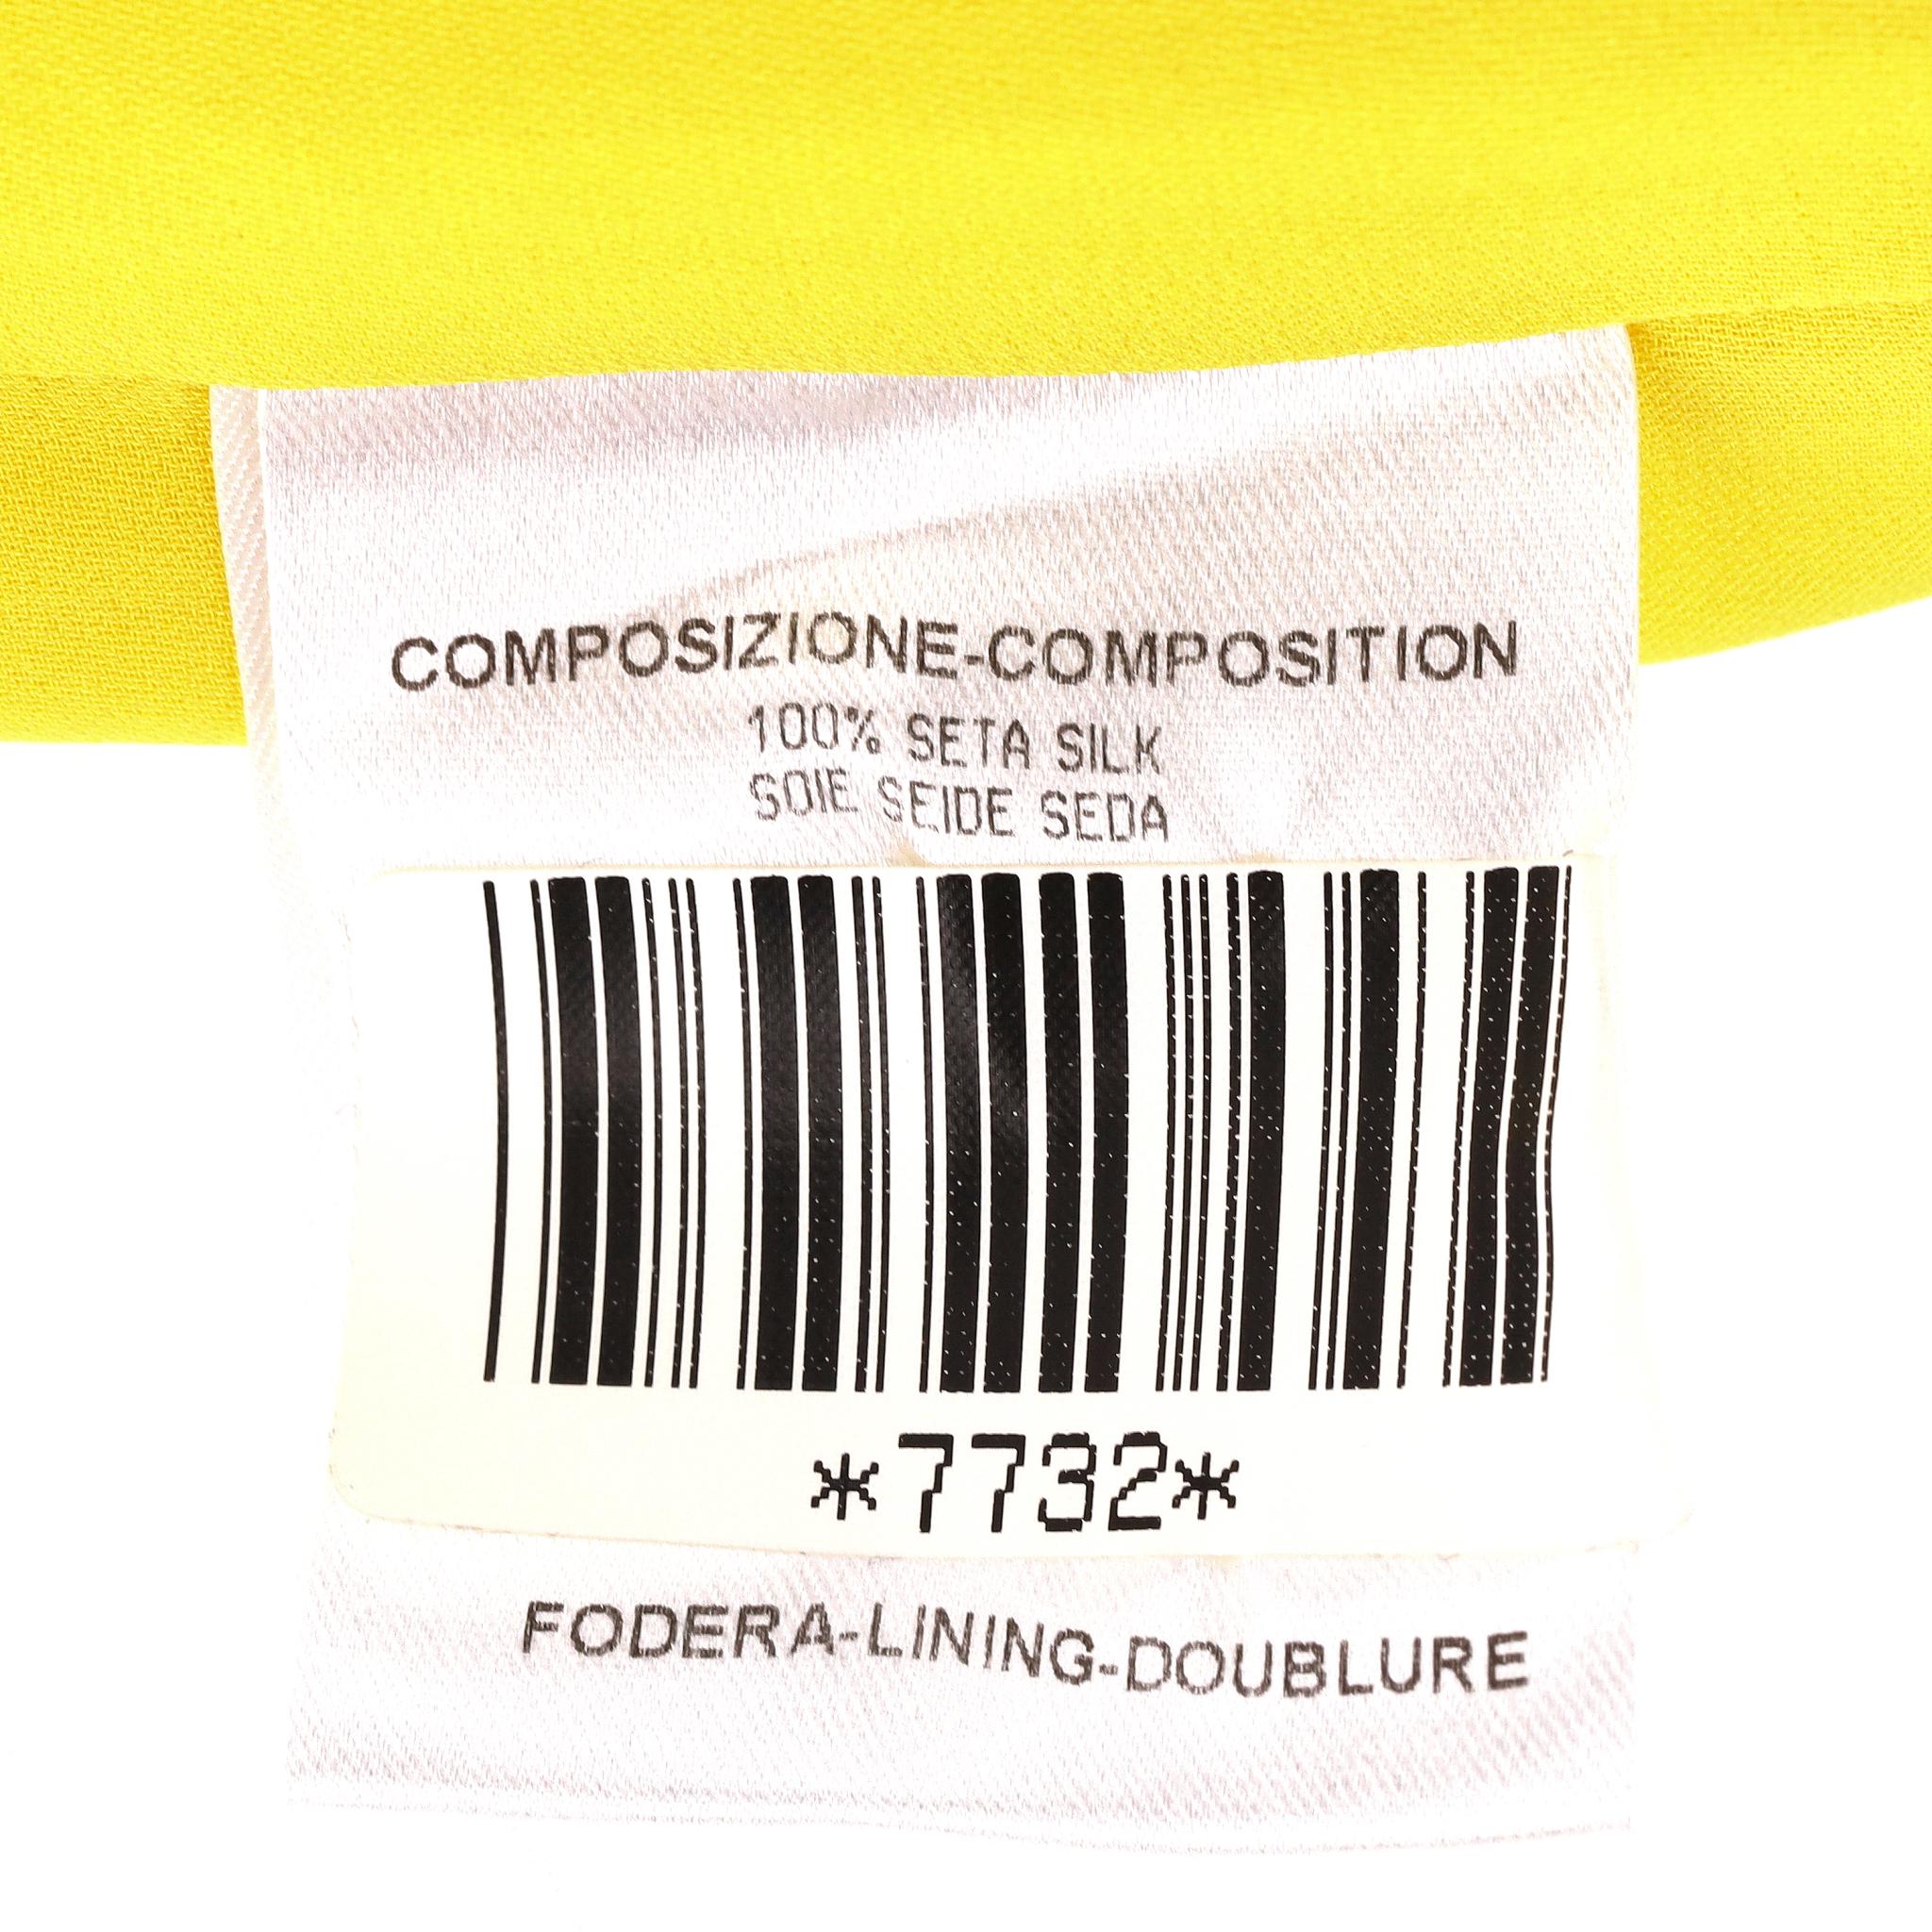 COMPOSIZIONE-COMPOSITION
100% SETA SILK
SOIE SEIDE SEDA
*7732*
FODERA-LINING-DOUBLURE